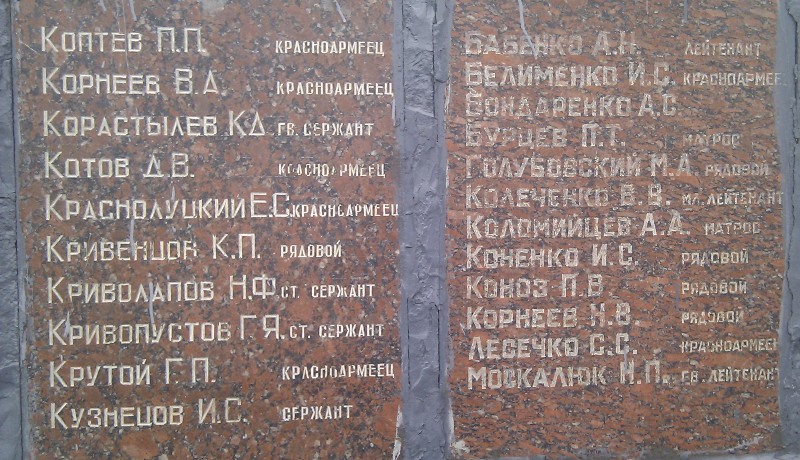 КОПТЕВ П.П. КРАСНОАРМЕЕЦ
КОРНЕЕВ В.Д. КРАСНОАРМЕЕЦ
КОРАСТЫЛЕВ К.Д. ГВ. СЕРЖАНТ
КОТОВ Д.В. КРАСНОАРМЕЕЦ
КРАСНОЛУЦКИЙ Е.С. КРАСНОАРМЕЕЦ
КРИВЕНЦОВ К.П. РЯДОВОЙ
КРИВОЛАПОВ Н.Ф. СТ. СЕРЖАНТ
КРИВОПУСТОВ Г.Я. СТ. СЕРЖАНТ
КРУТОЙ Г.П. КРАСНОАРМЕЕЦ
КУЗНЕЦОВ И.С. СЕРЖАНТ
БАБЕНКО А.Н. ЛЕЙТЕНАНТ
БЕЛИМЕНКО И.С. КРАСНОАРМЕЕЦ
БОНДАРЕНКО А.С.
БУРЦЕВ П.Т. МАТРОС
ГОЛУБОВСКИЙ М.А. РЯДОВОЙ
КОЛЕЧЕНКО В.В. МЛ. ЛЕЙТЕНАНТ
КОЛОМИЙЦЕВ А.А. МАТРОС
КОНЕНКО И.С. РЯДОВОЙ
КОНОЗ П.В РЯДОВОЙ
КОРНЕЕВ Н.В. РЯДОВОЙ
ЛЕБЕЧКО С.С. КРАСНОАРМЕЕЦ
МОСКАЛЮК Н.П. ГВ. ЛЕЙТЕНАНТ